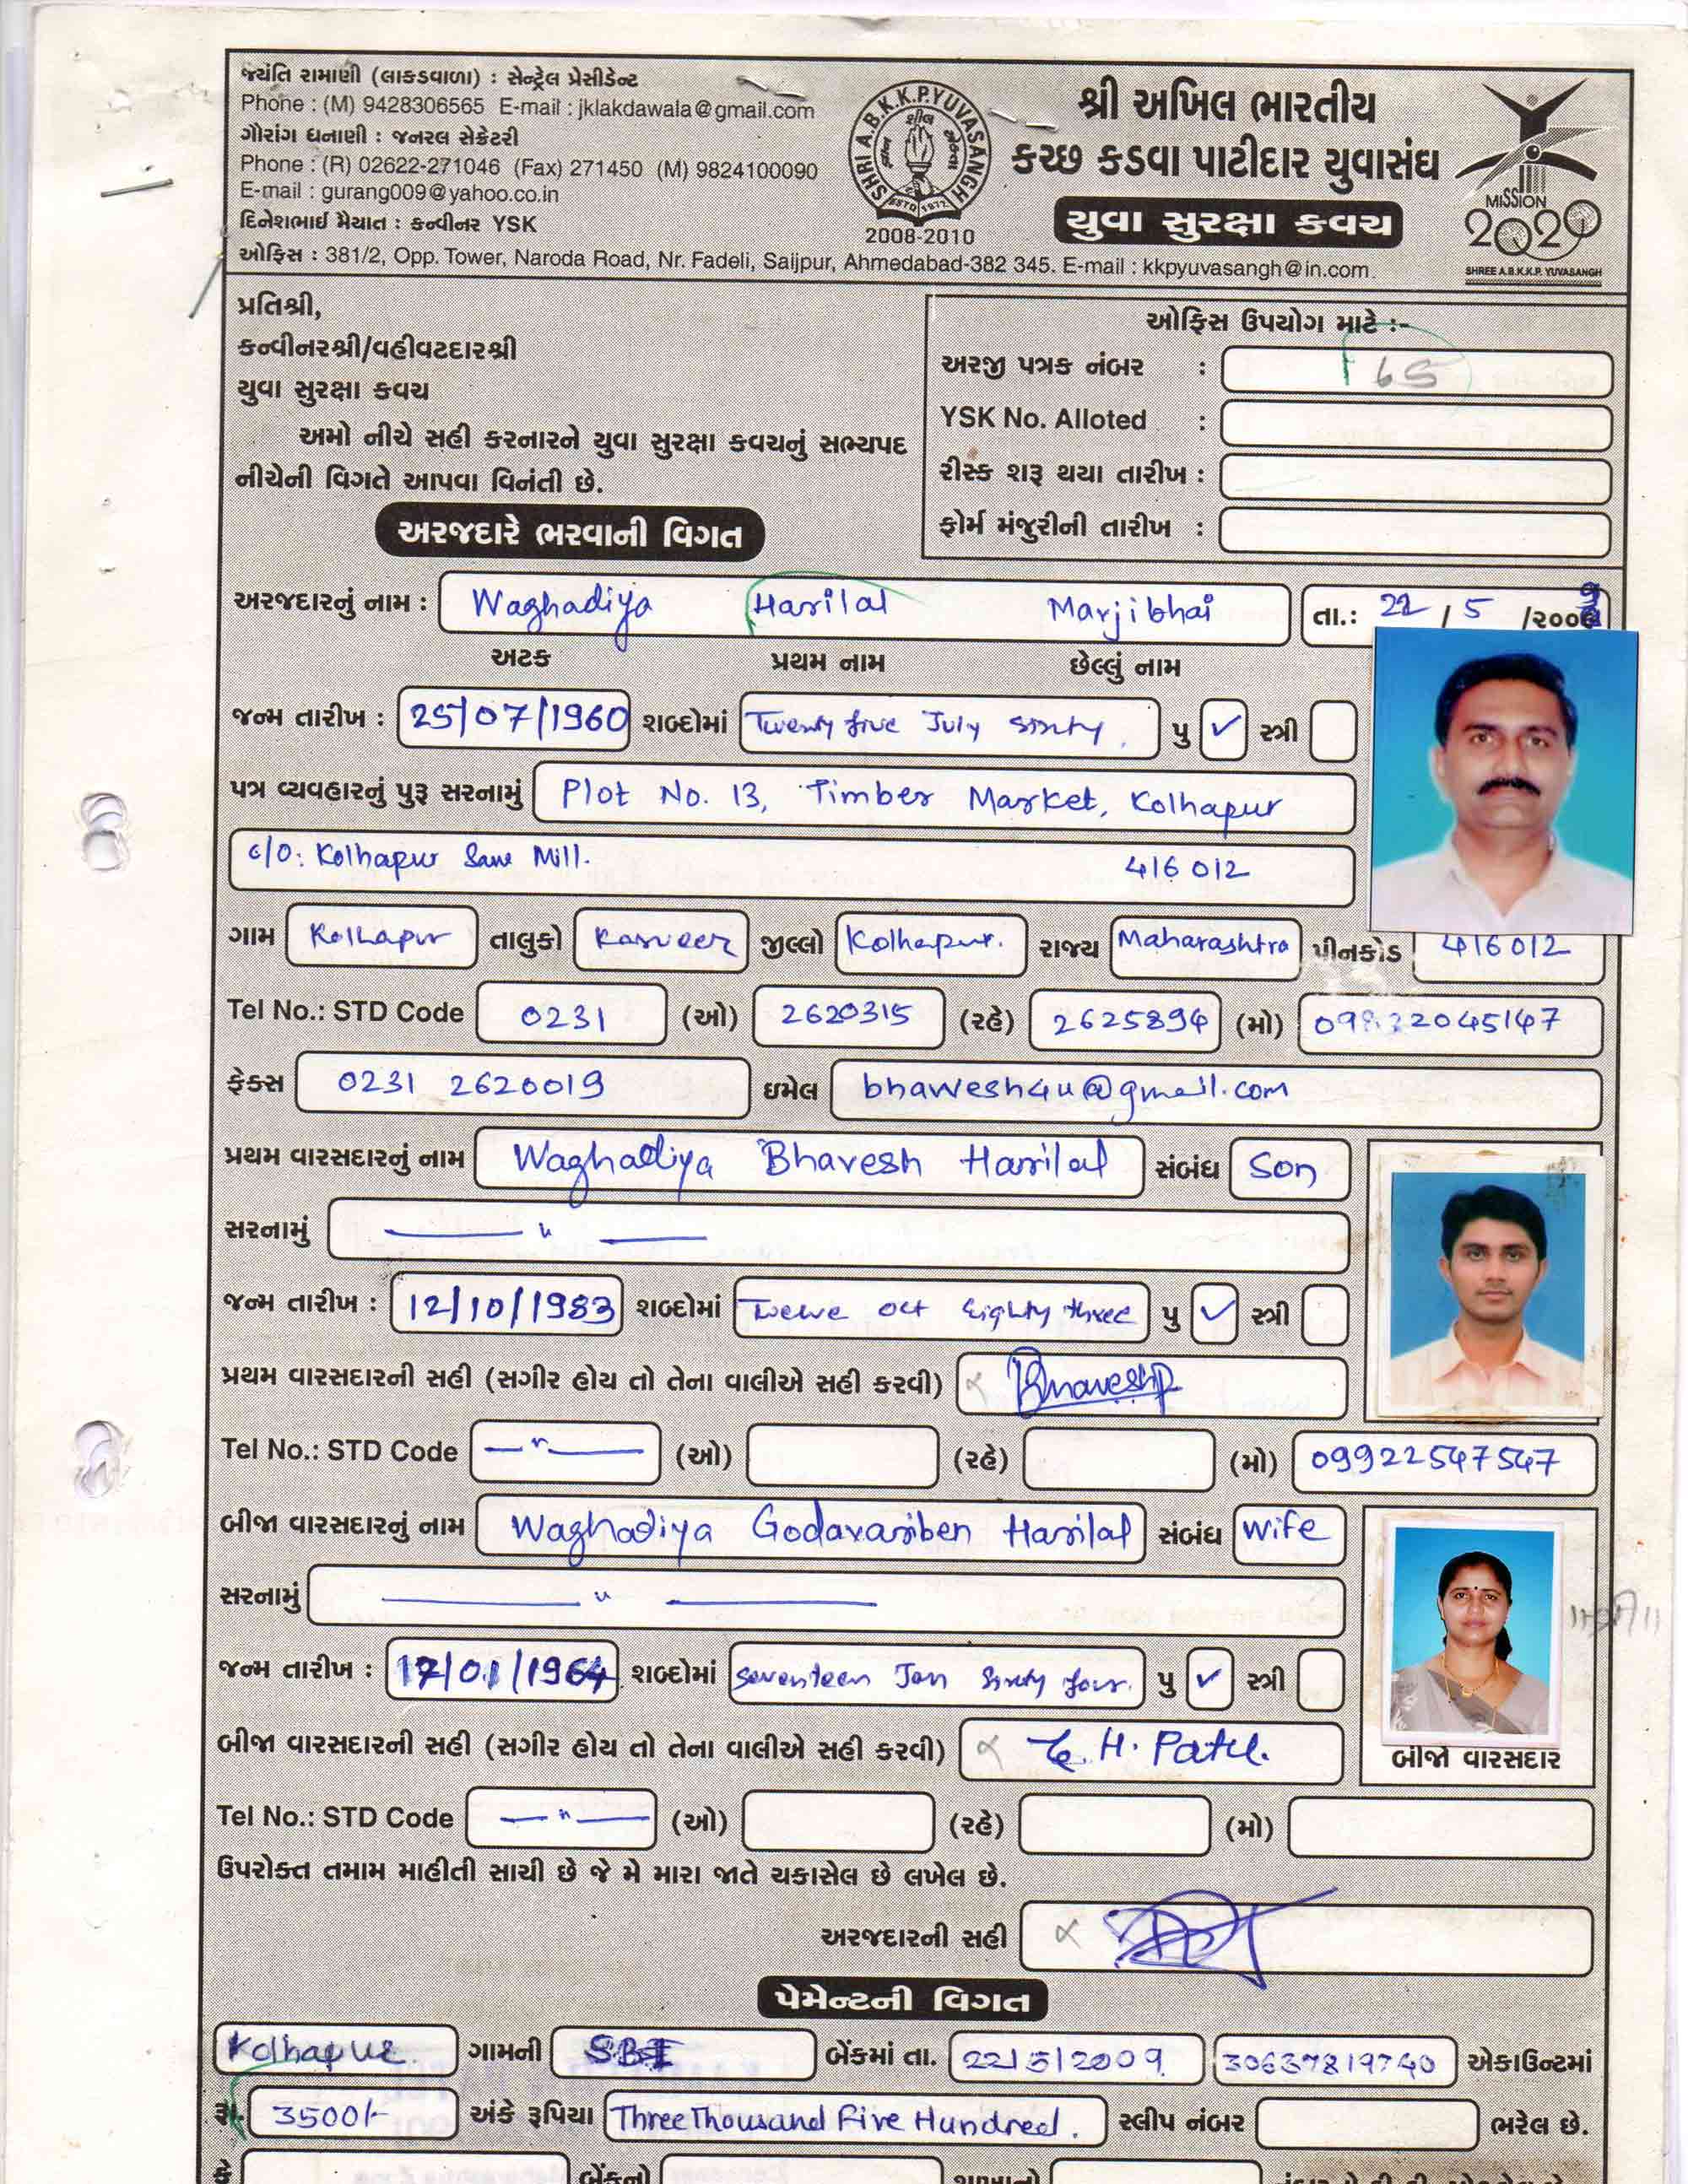 જયંતિ રામાણી (લાકડાવાળા) : સેન્ટ્રેલ પ્રેસીડેન્ટ
Phone : (M) 9428306565 E-mail : jklakdawala@gmail.com
ગૌરાંગ ધનાણી : જનરલ સેક્રેટરી
Phone : (R) 02622-271046 (Fax) 271450 (M) 9824100090
E-mail : gurang009@yahoo.co.in
દિનેશભાઈ મૈયાત : કન્વીનર YSK
ઓફિસ : 381/2, Opp. Tower, Naroda Road, Nr. Fadeli, Saijpur, Ahmedabad-382 345. E-mail : kkpyuvasangh@in.com.
SHRI A.B.K.K.P.YUVASANGH
ESTD 1972
2008-2010
શ્રી અખિલ ભારતીય
કચ્છ કડવા પાટીદાર યુવાસંઘ
યુવા સુરક્ષા કવચ
MISSION
2020
SHREE A.B.K.K.P. YUVASANGH
પ્રતિશ્રી,
કન્વીનરશ્રી/વહીવટદારશ્રી
યુવા સુરક્ષા કવચ
અમો નીચે સહી કરનારને યુવા સુરક્ષા કવચનું સભ્યપદ
નીચેની વિગતે આપવા વિનંતી છે.
ઓફિસ ઉપયોગ માટે :-
અરજી પત્રક નંબર : 165
YSK No. Alloted :
રીસ્ક શરૂ થયા તારીખ :
ફોર્મ મંજુરીની તારીખ :
અરજદારે ભરવાની વિગત
અરજદારનું નામ : Waghadiya Harilal Marjibhai તા.: 22 / 5 /૨૦૦૯
અટક પ્રથમ નામ છેલ્લું નામ
જન્મ તારીખ : 25/07/1960 શબ્દોમાં Twenty five July sixty. પુ ✓ સ્ત્રી
પત્ર વ્યવહારનું પુરૂ સરનામું Plot No. 13, Timber Market, Kolhapur
c/o: Kolhapur Saw Mill. 416 012
ગામ Kolhapur તાલુકો Karveer જીલ્લો Kolhapur. રાજ્ય Maharashtra પીનકોડ 416012
Tel No.: STD Code 0231 (ઓ) 2620315 (રહે) 2625894 (મો)
ફેક્સ 0231 2620019 ઇમેલ bhawesh4u@gmail.com
પ્રથમ વારસદારનું નામ Waghadiya Bhavesh Harilal સંબંધ Son
સરનામું — " —
જન્મ તારીખ : 12/10/1983 શબ્દોમાં Twelve oct Eighty three પુ ✓ સ્ત્રી
પ્રથમ વારસદારની સહી (સગીર હોય તો તેના વાલીએ સહી કરવી) Bhavesh
Tel No.: STD Code — " — (ઓ) (રહે) (મો) 09922547547
બીજા વારસદારનું નામ Waghadiya Godavariben Harilal સંબંધ Wife
સરનામું — " —
જન્મ તારીખ : 17/01/1964 શબ્દોમાં Seventeen Jan Sixty four. પુ ✓ સ્ત્રી
બીજા વારસદારની સહી (સગીર હોય તો તેના વાલીએ સહી કરવી) G. H. Patel.
બીજો વારસદાર
Tel No.: STD Code — " — (ઓ) (રહે) (મો)
ઉપરોક્ત તમામ માહીતી સાચી છે જે મે મારા જાતે ચકાસેલ છે લખેલ છે.
અરજદારની સહી
પેમેન્ટની વિગત
Kolhapur ગામની SBI બેંકમાં તા. 22/5/2009 30637819740 એકાઉન્ટમાં
રૂા. 3500/- અંકે રૂપિયા Three Thousand Five Hundred. સ્લીપ નંબર ભરેલ છે.